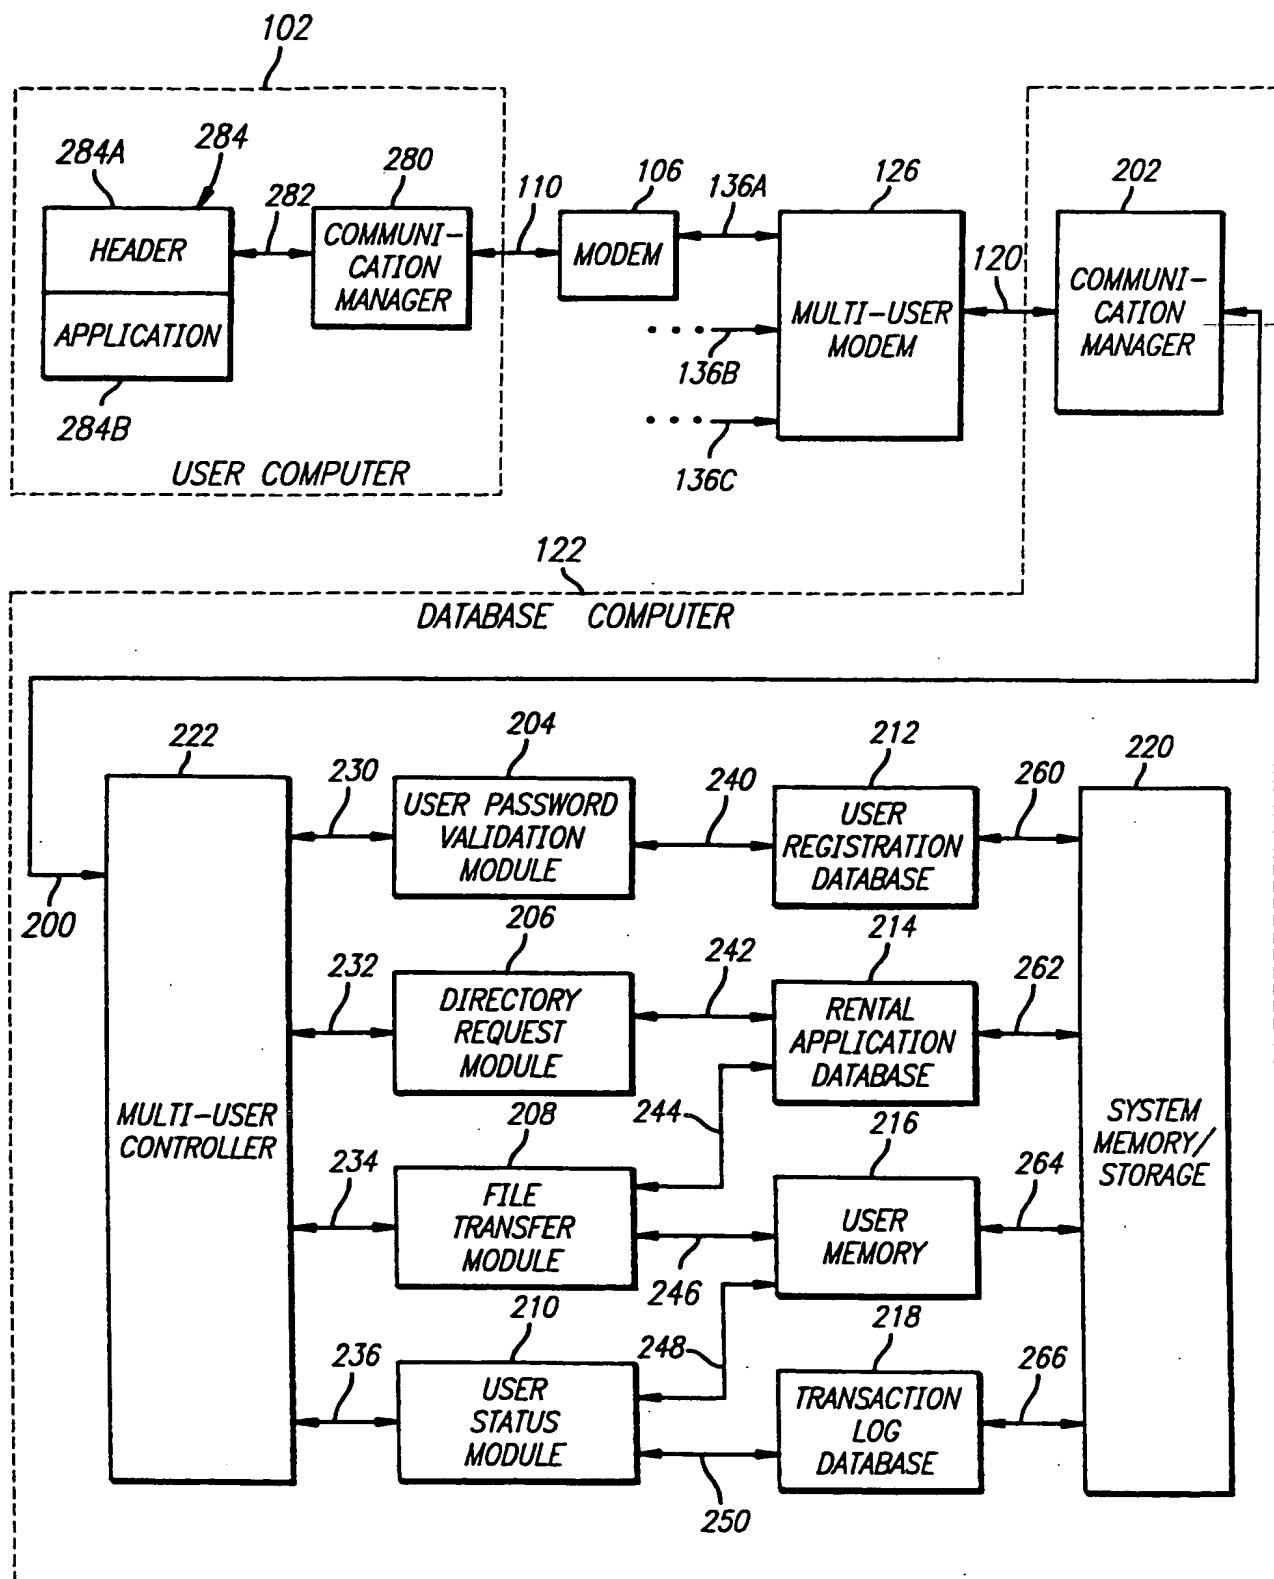 102
284A
284
282
280
110
106
136A
126
120
202
HEADER
APPLICATION
284B
COMMUNI-
CATION
MANAGER
MODEM
136B
136C
MULTI-USER
MODEM
COMMUNI-
CATION
MANAGER
USER COMPUTER
122
DATABASE COMPUTER
222
230
204
240
212
260
220
USER PASSWORD
VALIDATION
MODULE
USER
REGISTRATION
DATABASE
200
232
206
242
214
262
DIRECTORY
REQUEST
MODULE
RENTAL
APPLICATION
DATABASE
MULTI-USER
CONTROLLER
SYSTEM
MEMORY/
STORAGE
234
208
244
216
264
FILE
TRANSFER
MODULE
USER
MEMORY
246
236
210
248
218
266
USER
STATUS
MODULE
TRANSACTION
LOG
DATABASE
250